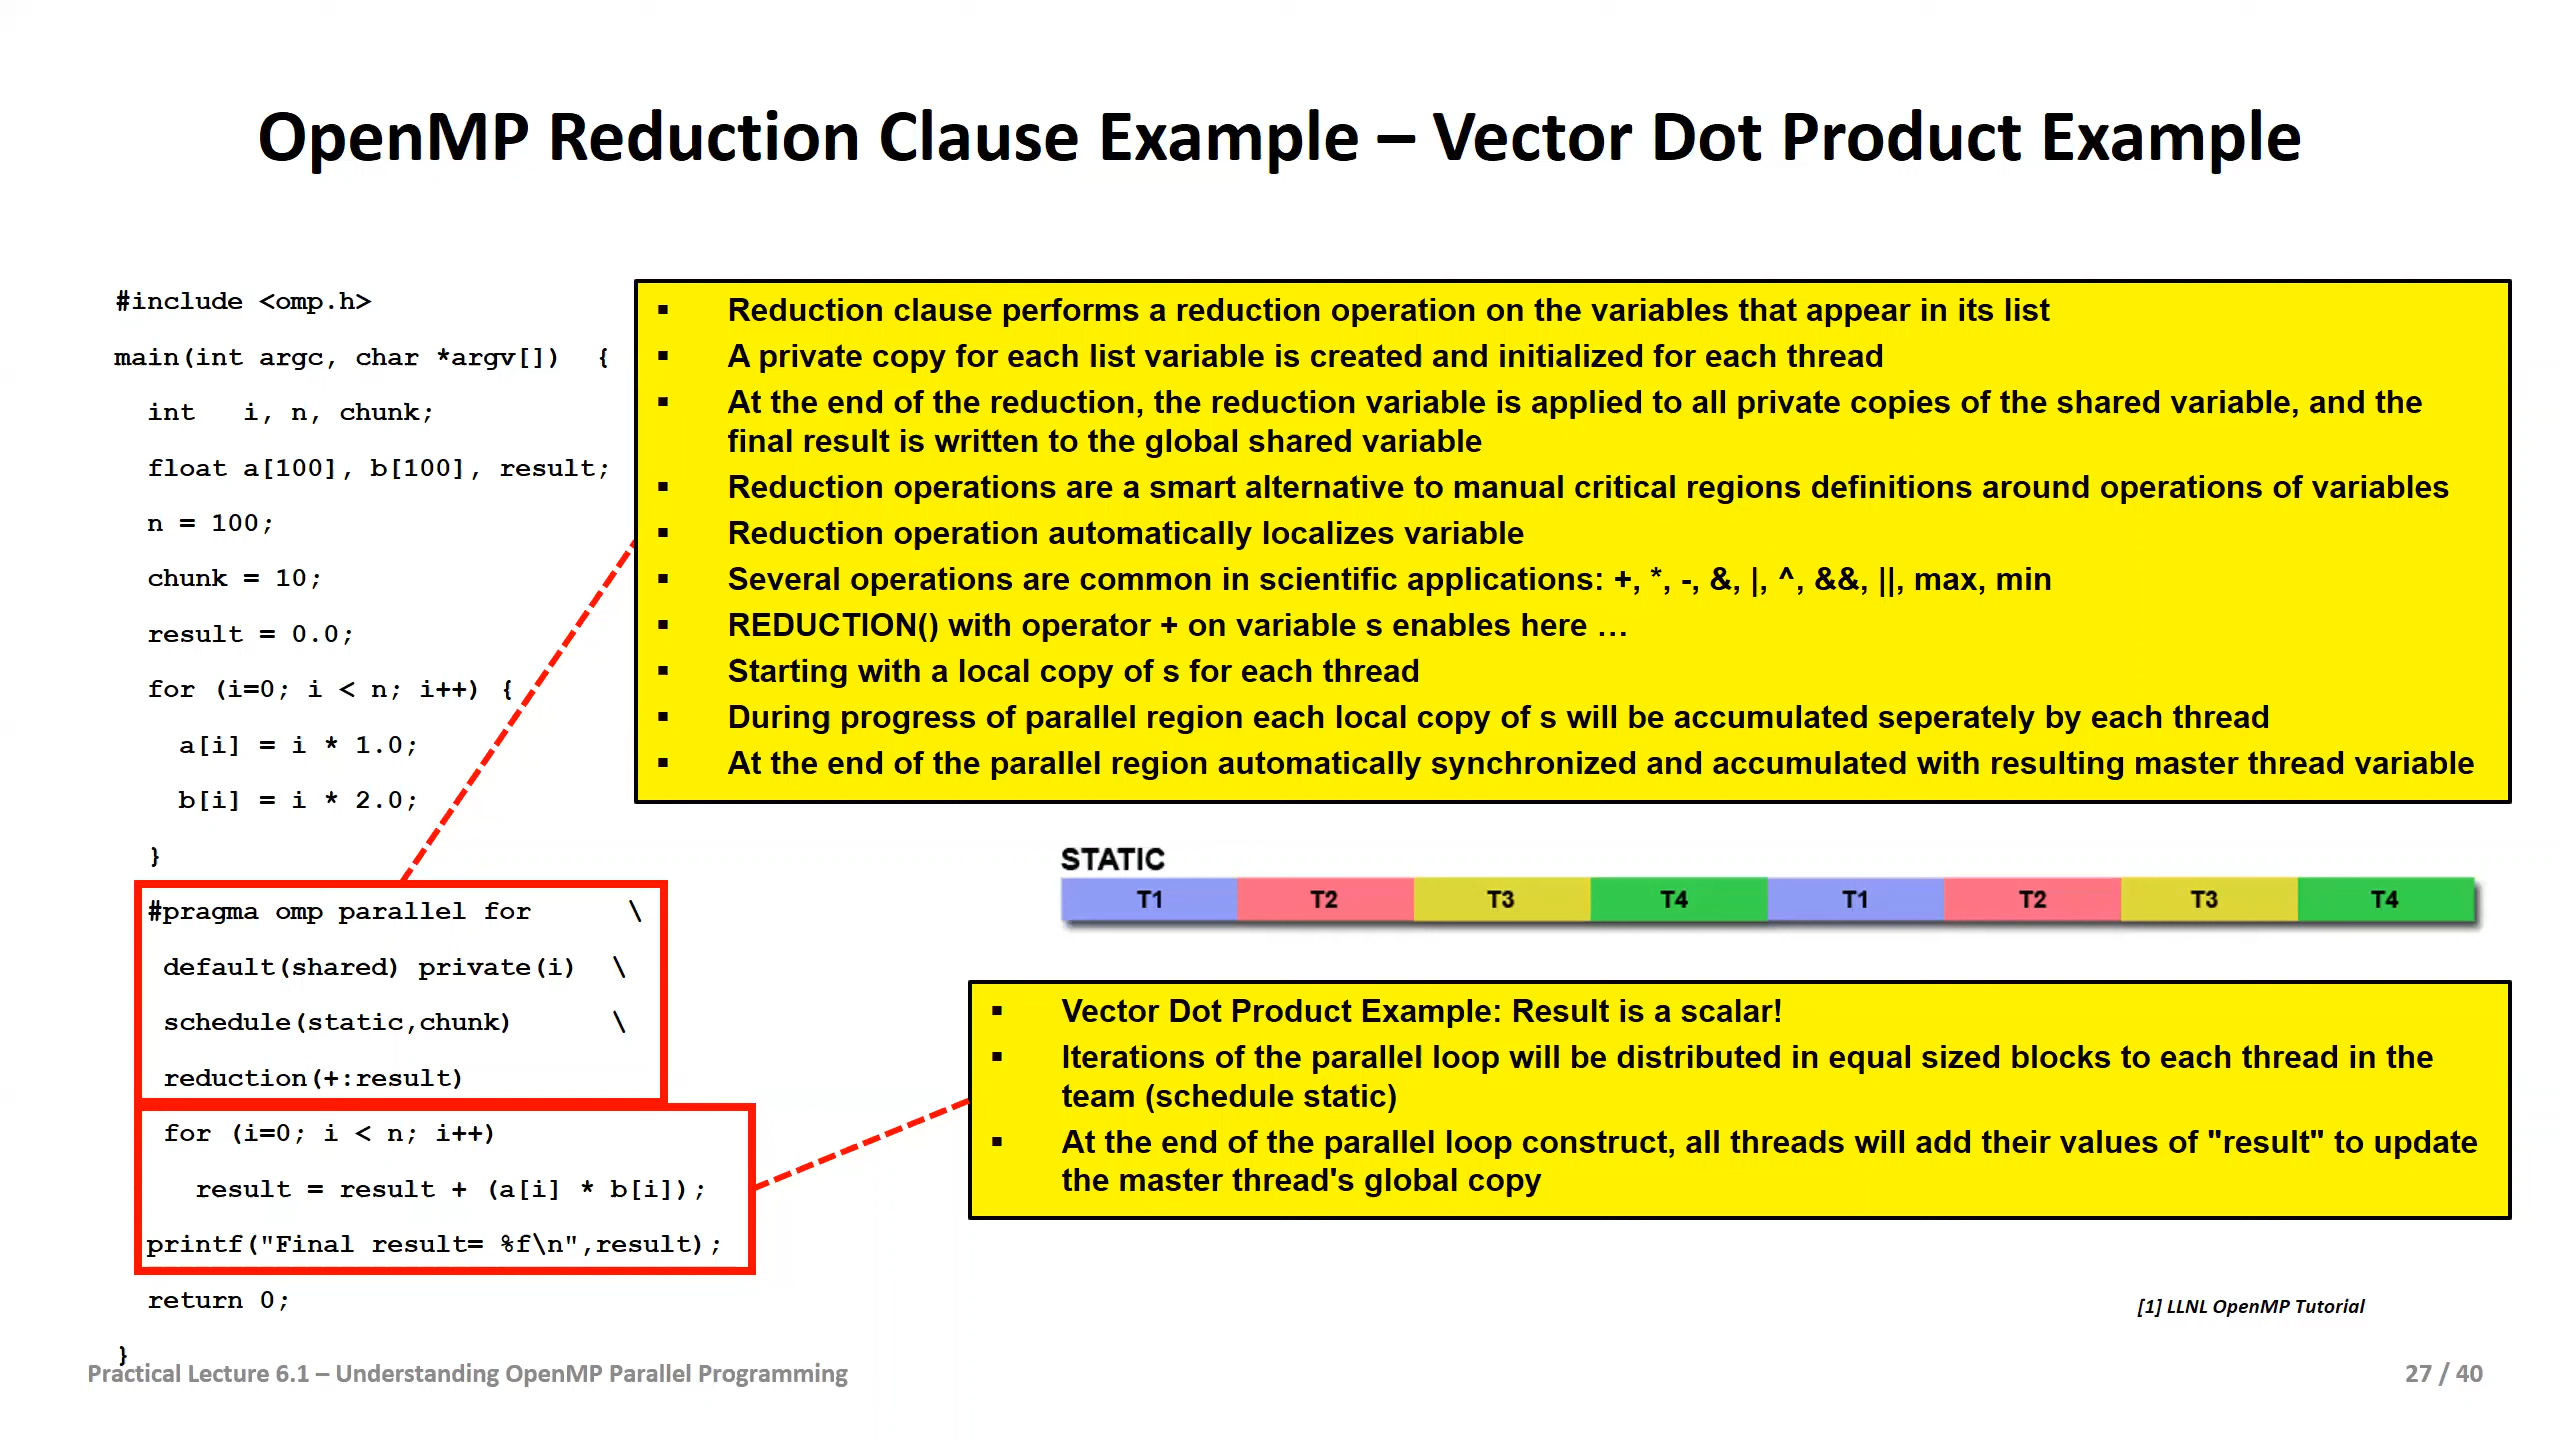 OpenMP Reduction Clause Example – Vector Dot Product Example
#include <omp.h>
main(int argc, char *argv[])  {
int   i, n, chunk;
float a[100], b[100], result;
n = 100;
chunk = 10;
result = 0.0;
for (i=0; i < n; i++) {
a[i] = i * 1.0;
b[i] = i * 2.0;
}
#pragma omp parallel for      \
default(shared) private(i)  \
schedule(static,chunk)      \
reduction(+:result)
for (i=0; i < n; i++)
result = result + (a[i] * b[i]);
printf("Final result= %f\n",result);
return 0;
}
▪ Reduction clause performs a reduction operation on the variables that appear in its list
▪ A private copy for each list variable is created and initialized for each thread
▪ At the end of the reduction, the reduction variable is applied to all private copies of the shared variable, and the
final result is written to the global shared variable
▪ Reduction operations are a smart alternative to manual critical regions definitions around operations of variables
▪ Reduction operation automatically localizes variable
▪ Several operations are common in scientific applications: +, *, -, &, |, ^, &&, ||, max, min
▪ REDUCTION() with operator + on variable s enables here …
▪ Starting with a local copy of s for each thread
▪ During progress of parallel region each local copy of s will be accumulated seperately by each thread
▪ At the end of the parallel region automatically synchronized and accumulated with resulting master thread variable
STATIC
T1 T2 T3 T4 T1 T2 T3 T4
▪ Vector Dot Product Example: Result is a scalar!
▪ Iterations of the parallel loop will be distributed in equal sized blocks to each thread in the
team (schedule static)
▪ At the end of the parallel loop construct, all threads will add their values of "result" to update
the master thread's global copy
[1] LLNL OpenMP Tutorial
Practical Lecture 6.1 – Understanding OpenMP Parallel Programming
27 / 40